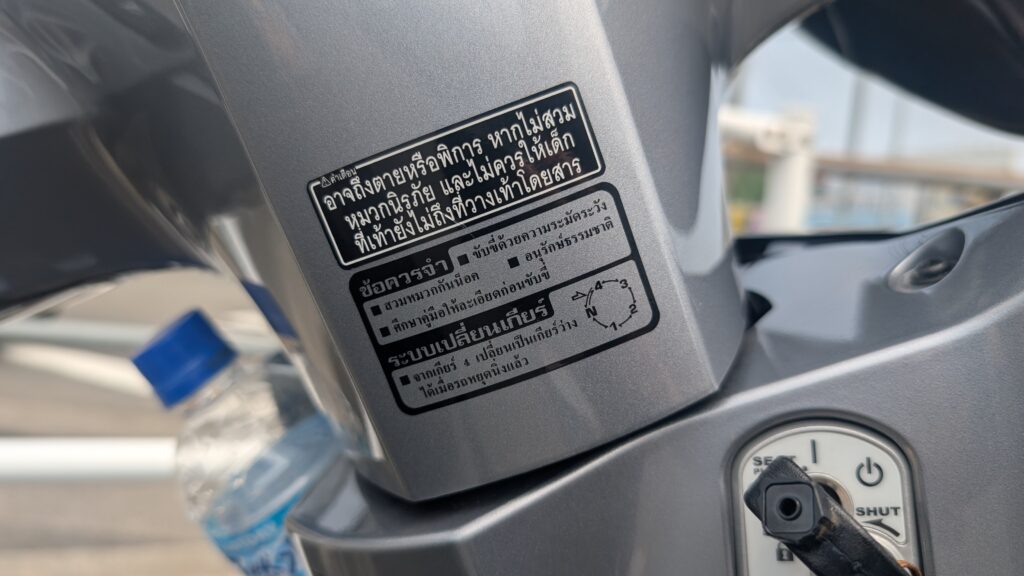 ⚠คำเตือน
อาจถึงตายหรือพิการ หากไม่สวม
หมวกนิรภัย และไม่ควรให้เด็ก
ที่เท้ายังไม่ถึงที่วางเท้าโดยสาร
ข้อควรจำ
■ ขับขี่ด้วยความระมัดระวัง
■ สวมหมวกกันน็อค
■ อนุรักษ์ธรรมชาติ
■ ศึกษาคู่มือให้ละเอียดก่อนขับขี่
ระบบเปลี่ยนเกียร์
■ จากเกียร์ 4 เปลี่ยนเป็นเกียร์ว่าง
ได้เมื่อรถหยุดนิ่งแล้ว
N 4 3 2 1
SHUT